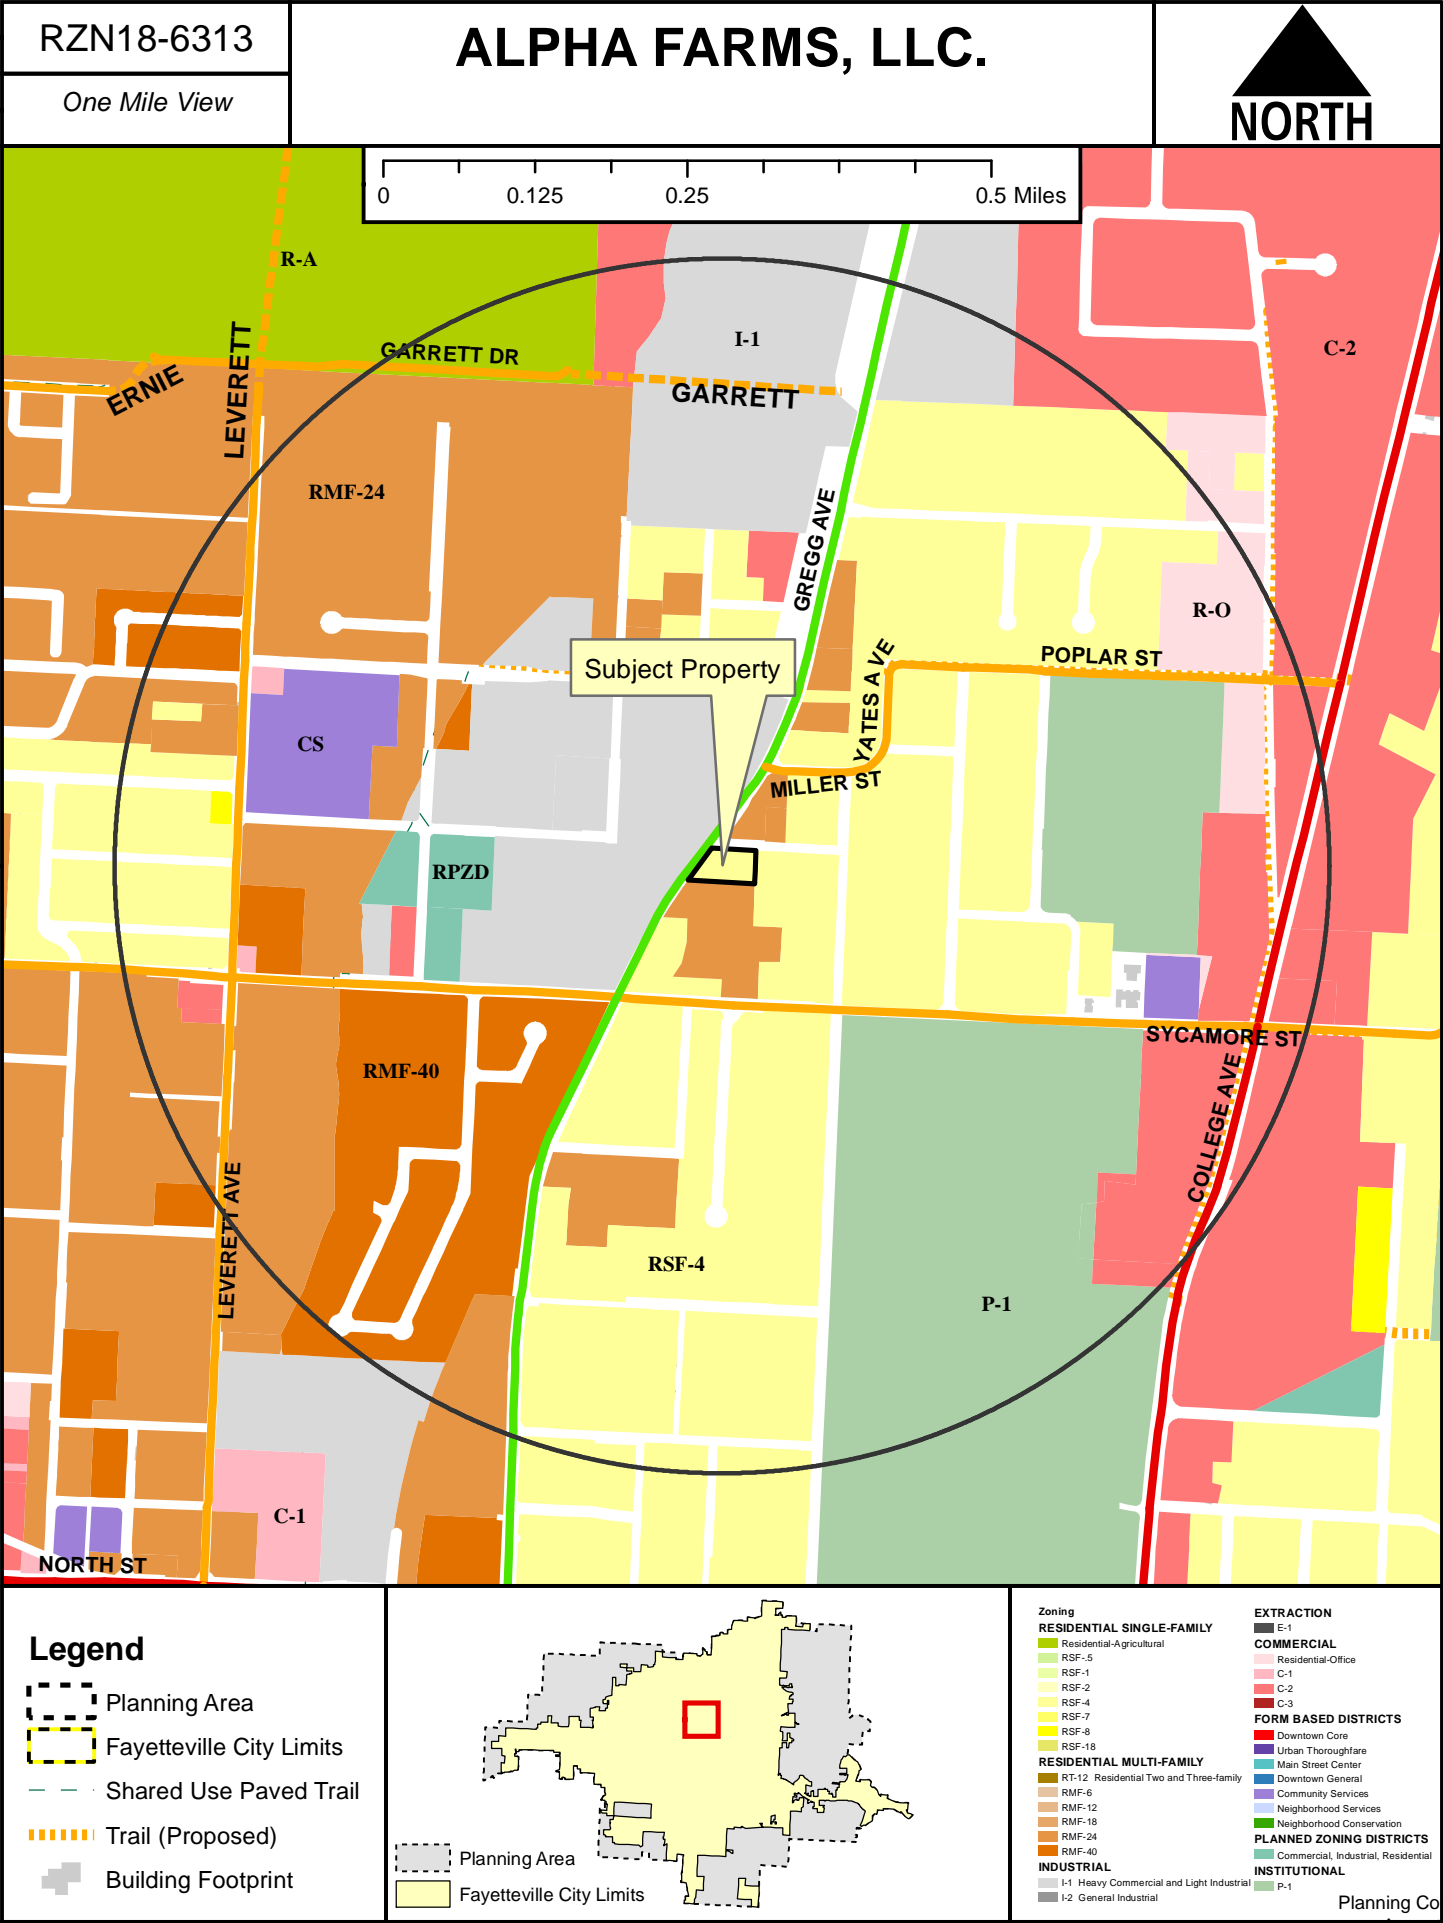 RZN18-6313
One Mile View
ALPHA FARMS, LLC.
NORTH
0
0.125
0.25
0.5 Miles
R-A
I-1
C-2
LEVERETT
GARRETT DR
ERNIE
GARRETT
RMF-24
GREGG AVE
R-O
Subject Property
POPLAR ST
YATES AVE
CS
MILLER ST
RPZD
SYCAMORE ST
RMF-40
COLLEGE AVE
LEVERETT AVE
RSF-4
P-1
C-1
NORTH ST
Legend
Planning Area
Fayetteville City Limits
Shared Use Paved Trail
Trail (Proposed)
Building Footprint
Planning Area
Fayetteville City Limits
Zoning
RESIDENTIAL SINGLE-FAMILY
Residential-Agricultural
RSF-.5
RSF-1
RSF-2
RSF-4
RSF-7
RSF-8
RSF-18
RESIDENTIAL MULTI-FAMILY
RT-12 Residential Two and Three-family
RMF-6
RMF-12
RMF-18
RMF-24
RMF-40
INDUSTRIAL
I-1 Heavy Commercial and Light Industrial
I-2 General Industrial
EXTRACTION
E-1
COMMERCIAL
Residential-Office
C-1
C-2
C-3
FORM BASED DISTRICTS
Downtown Core
Urban Thoroughfare
Main Street Center
Downtown General
Community Services
Neighborhood Services
Neighborhood Conservation
PLANNED ZONING DISTRICTS
Commercial, Industrial, Residential
INSTITUTIONAL
P-1
Planning Co